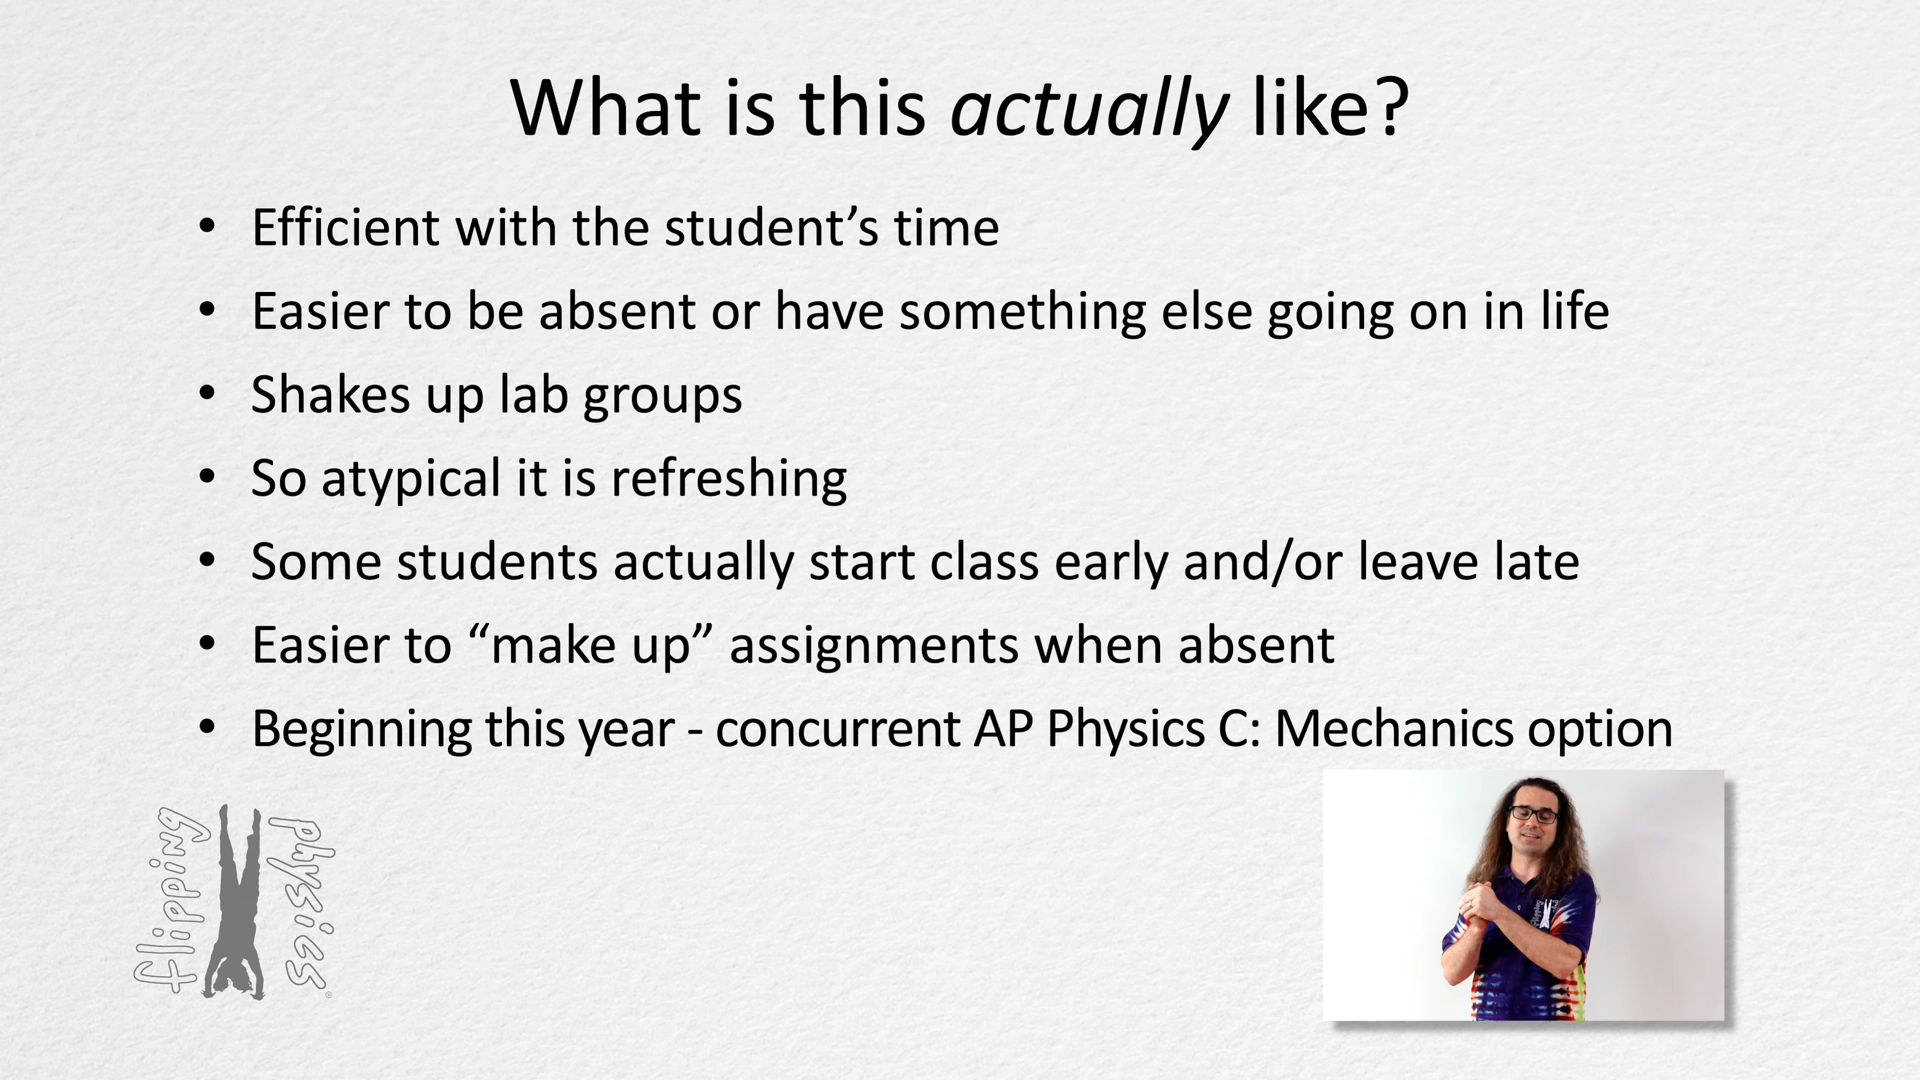 What is this actually like?
• Efficient with the student’s time
• Easier to be absent or have something else going on in life
• Shakes up lab groups
• So atypical it is refreshing
• Some students actually start class early and/or leave late
• Easier to “make up” assignments when absent
• Beginning this year - concurrent AP Physics C: Mechanics option
flipping
physics
®
flipping